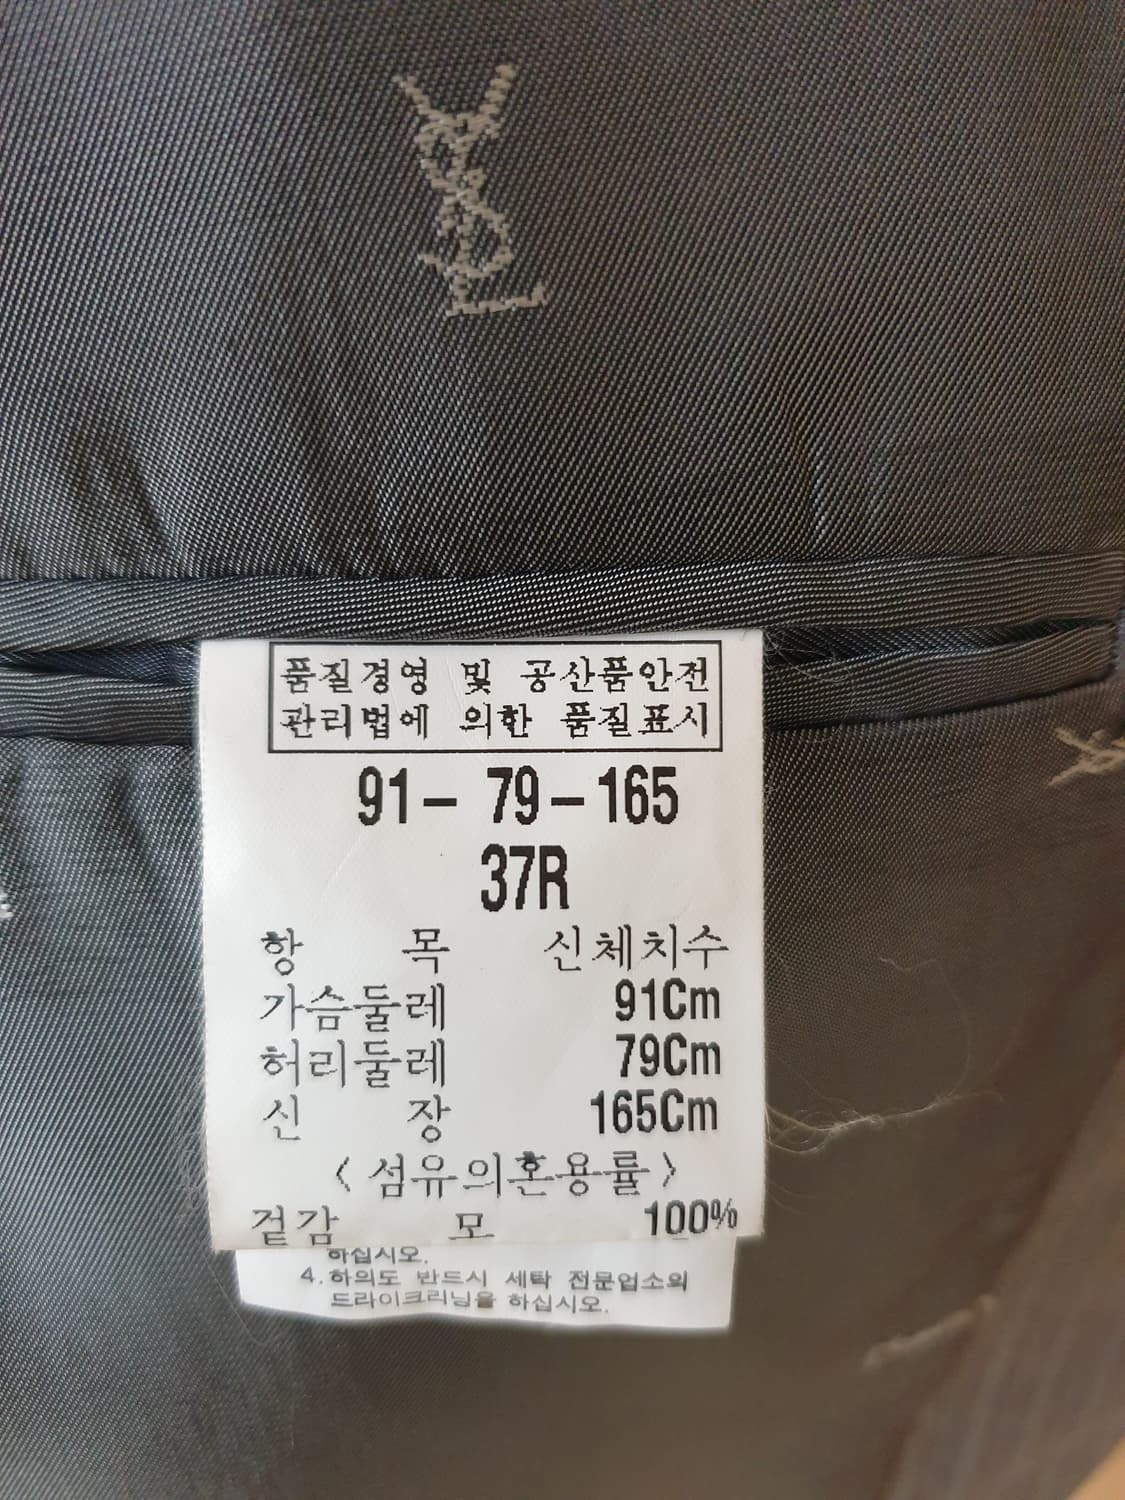 YSL
품질경영 및 공산품안전
관리법에 의한 품질표시
91- 79-165
37R
항 목 신체치수
가슴둘레 91Cm
허리둘레 79Cm
신 장 165Cm
< 섬유의혼용률 >
겉감 모 100%
하십시오.
4. 하의도 반드시 세탁 전문업소의
드라이크리닝을 하십시오.